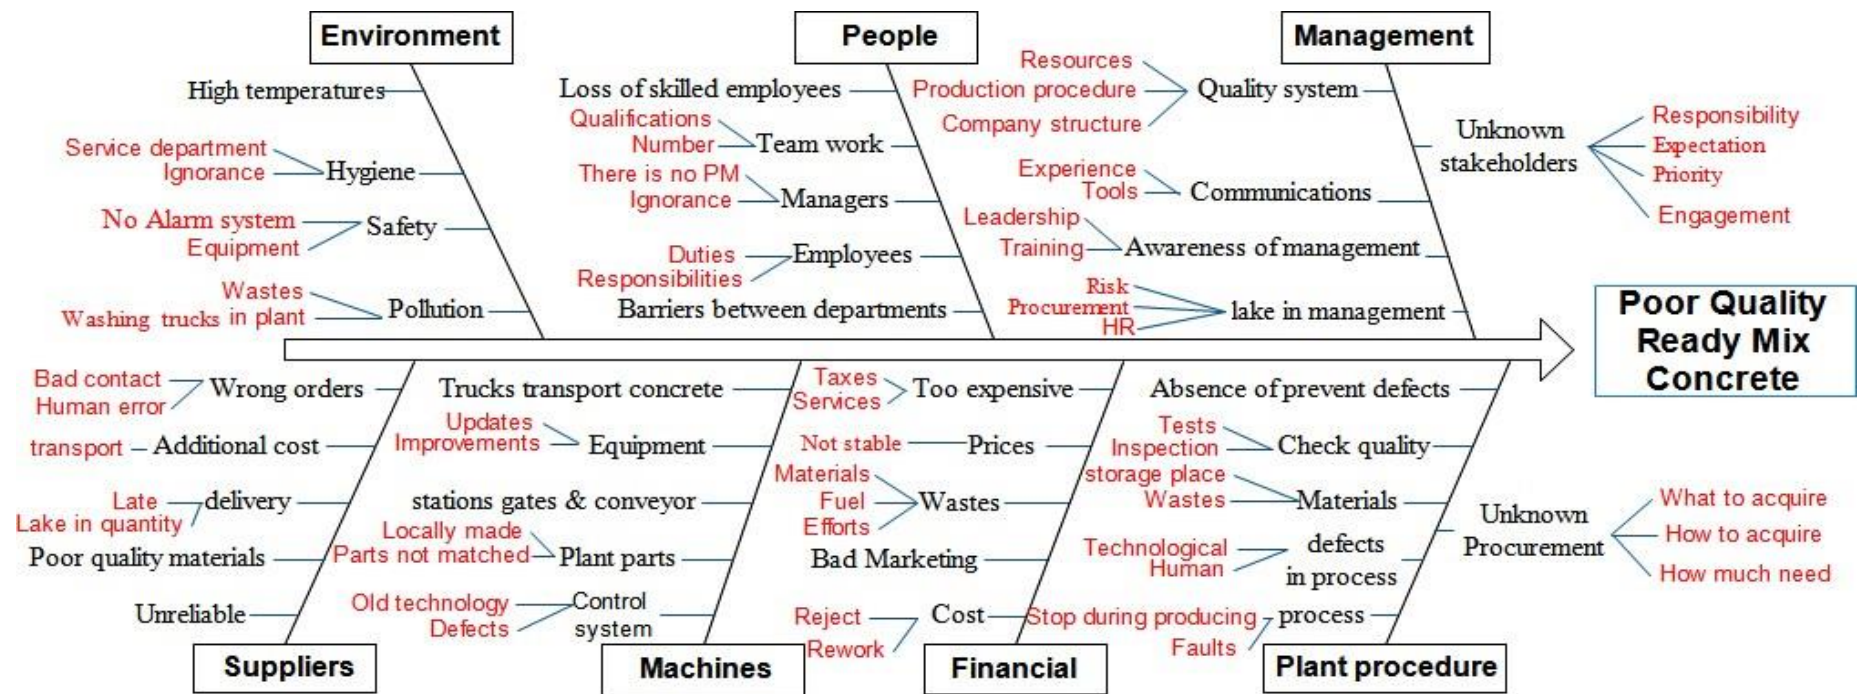 Environment
High temperatures
Service department
Ignorance
Hygiene
No Alarm system
Equipment
Safety
Wastes
Washing trucks in plant
Pollution
People
Loss of skilled employees
Qualifications
Number
Team work
There is no PM
Ignorance
Managers
Duties
Responsibilities
Employees
Barriers between departments
Management
Resources
Production procedure
Company structure
Quality system
Unknown
stakeholders
Responsibility
Expectation
Priority
Engagement
Experience
Tools
Communications
Leadership
Training
Awareness of management
Risk
Procurement
HR
lake in management
Poor Quality
Ready Mix
Concrete
Bad contact
Human error
Wrong orders
transport
Additional cost
Late
Lake in quantity
delivery
Poor quality materials
Unreliable
Suppliers
Trucks transport concrete
Updates
Improvements
Equipment
stations gates & conveyor
Locally made
Parts not matched
Plant parts
Old technology
Defects
Control
system
Machines
Taxes
Services
Too expensive
Not stable
Prices
Materials
Fuel
Efforts
Wastes
Bad Marketing
Reject
Rework
Cost
Financial
Absence of prevent defects
Tests
Inspection
Check quality
storage place
Wastes
Materials
Unknown
Procurement
What to acquire
How to acquire
How much need
Technological
Human
defects
in process
Stop during producing
Faults
process
Plant procedure